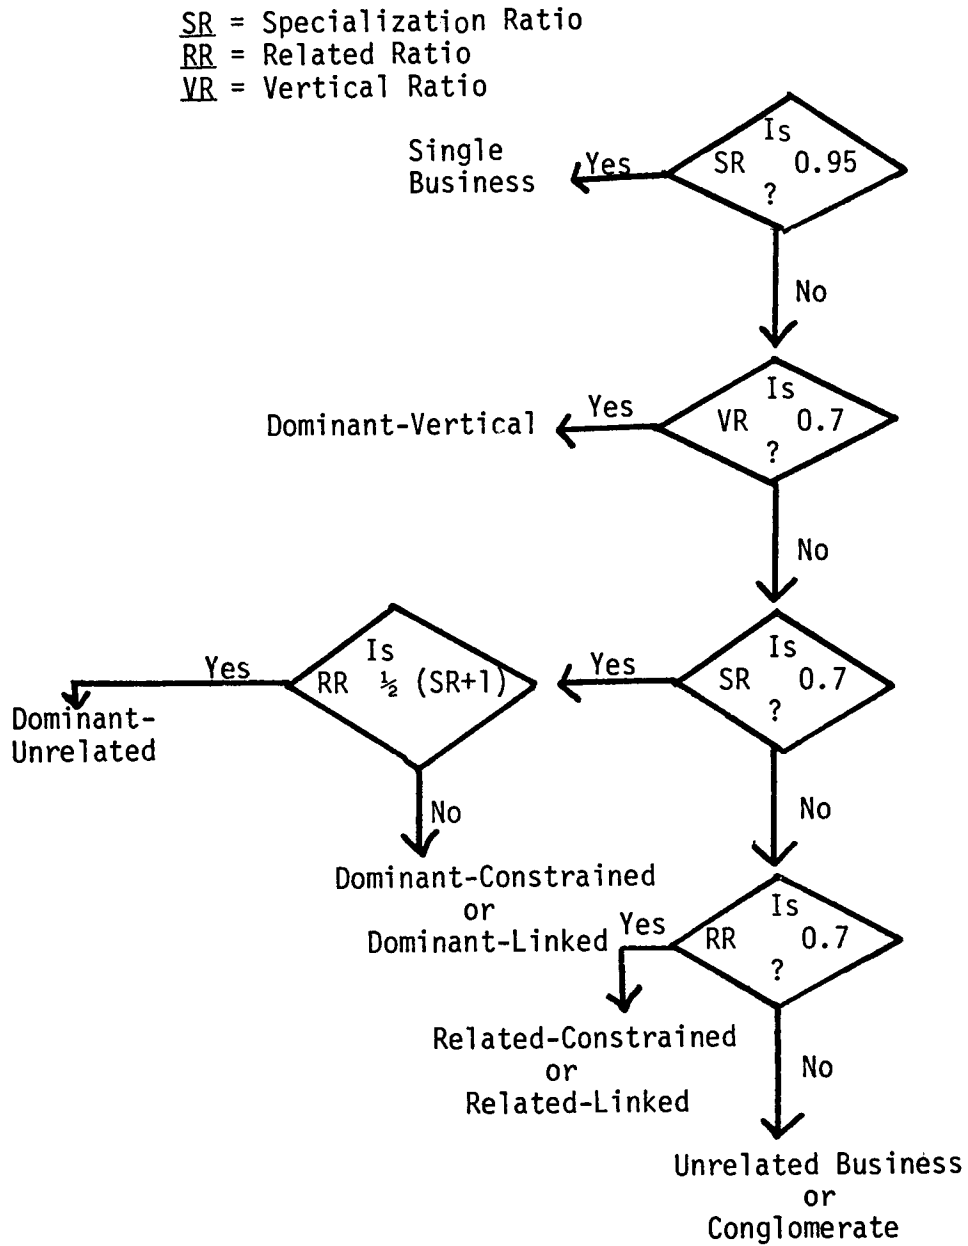 SR = Specialization Ratio
RR = Related Ratio
VR = Vertical Ratio
Is
SR 0.95
?
Yes
Single
Business
No
Is
VR 0.7
?
Yes
Dominant-Vertical
No
Is
SR 0.7
?
Yes
Is
RR ½ (SR+1)
Yes
Dominant-
Unrelated
No
Dominant-Constrained
or
Dominant-Linked
No
Is
RR 0.7
?
Yes
Related-Constrained
or
Related-Linked
No
Unrelated Business
or
Conglomerate